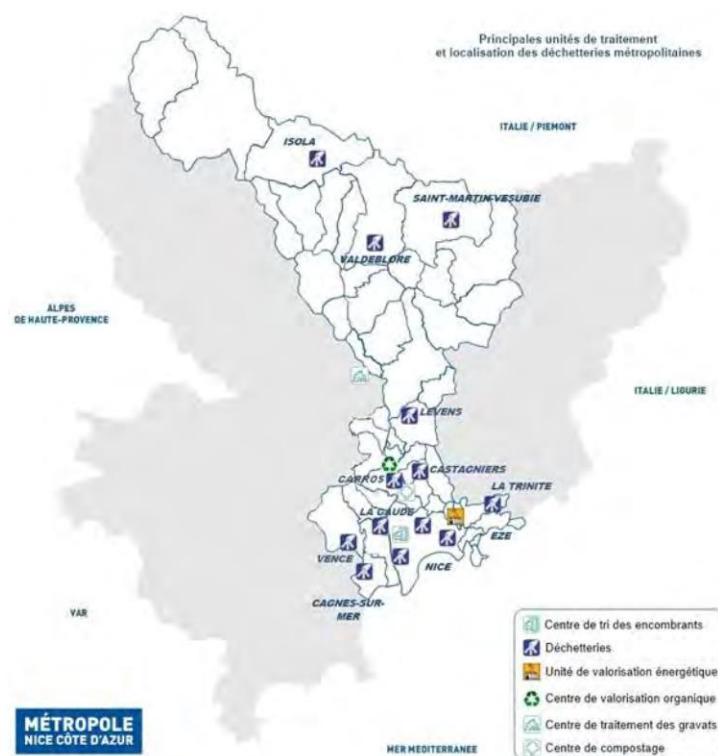 Principales unités de traitement
et localisation des déchetteries métropolitaines
ITALIE / PIEMONT
ISOLA
SAINT-MARTIN-VESUBIE
VALDEBLORE
ALPES
DE HAUTE-PROVENCE
ITALIE / LIGURIE
LEVENS
CASTAGNIERS
CARROS
LA TRINITE
LA GAUDE
EZE
VENCE
NICE
CAGNES-SUR-
MER
VAR
Centre de tri des encombrants
Déchetteries
Unité de valorisation énergétique
Centre de valorisation organique
Centre de traitement des gravats
Centre de compostage
MÉTROPOLE
NICE CÔTE D'AZUR
MER MEDITERRANEE